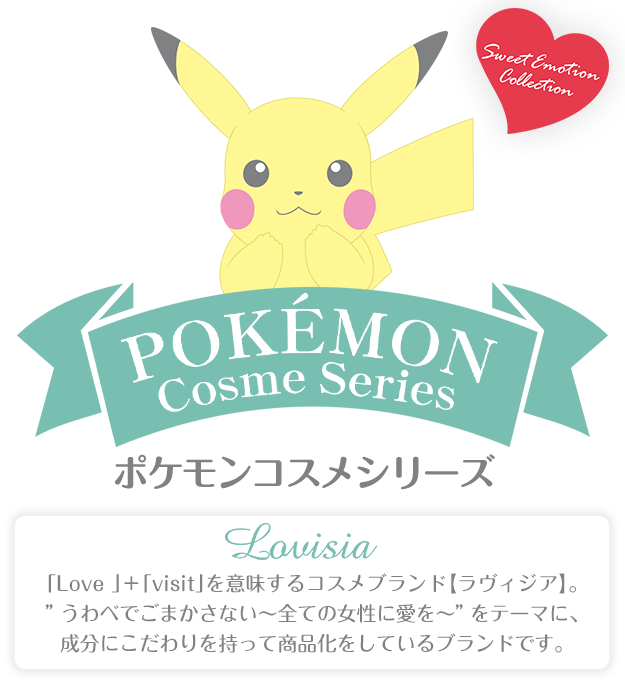 Sweet Emotion
Collection
POKÉMON
Cosme Series
ポケモンコスメシリーズ
Lovisia
「Love 」＋「visit」を意味するコスメブランド【ラヴィジア】。
” うわべでごまかさない～全ての女性に愛を～” をテーマに、
成分にこだわりを持って商品化をしているブランドです。